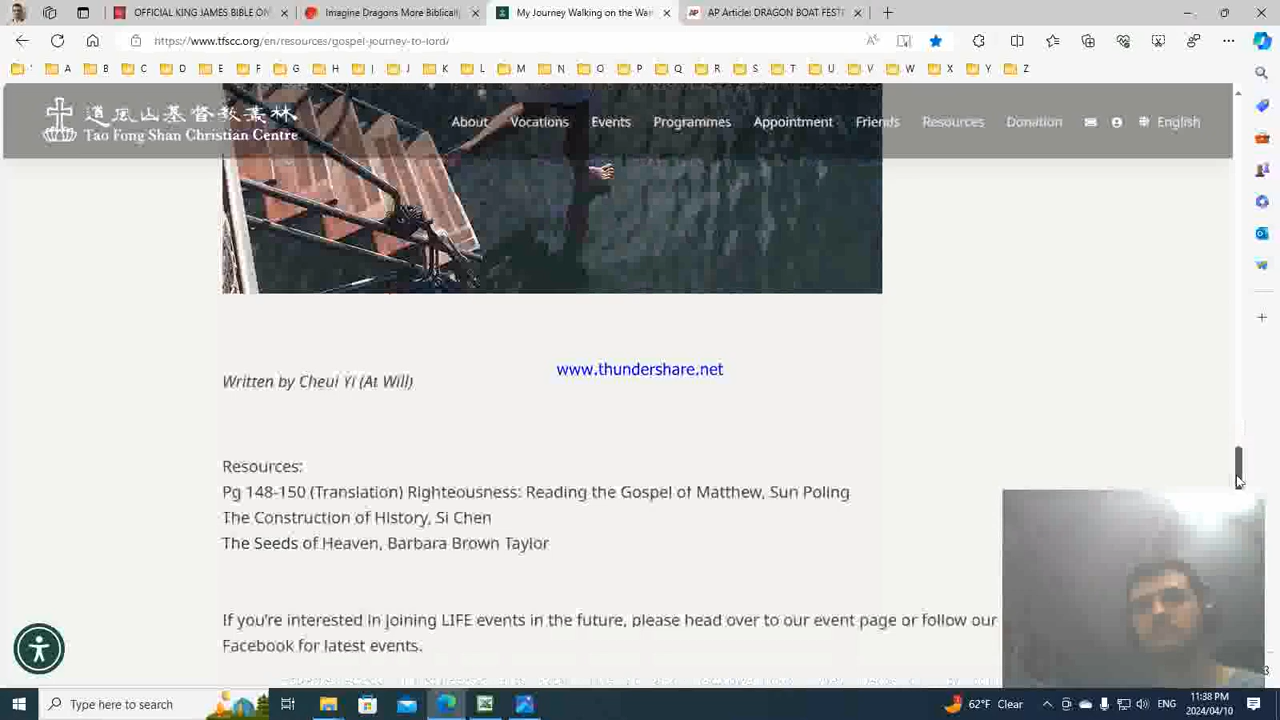 OFFICIAL KING JAMES BIBLE ON
Imagine Dragons More Biblically
My Journey Walking on the Wa
AP Article: DRAGON BOAT FESTI
https://www.tfscc.org/en/resources/gospel-journey-to-lord/
A B C D E F G H I J K L M N O P Q R S T U V W X Y Z
道風山基督教叢林
Tao Fong Shan Christian Centre
About Vocations Events Programmes Appointment Friends Resources Donation English
www.thundershare.net
Written by Cheui Yi (At Will)
Resources:
Pg 148-150 (Translation) Righteousness: Reading the Gospel of Matthew, Sun Poling
The Construction of History, Si Chen
The Seeds of Heaven, Barbara Brown Taylor
If you're interested in joining LIFE events in the future, please head over to our event page or follow our
Facebook for latest events.
Type here to search
62°F Clear
ENG
11:38 PM
2024/04/10